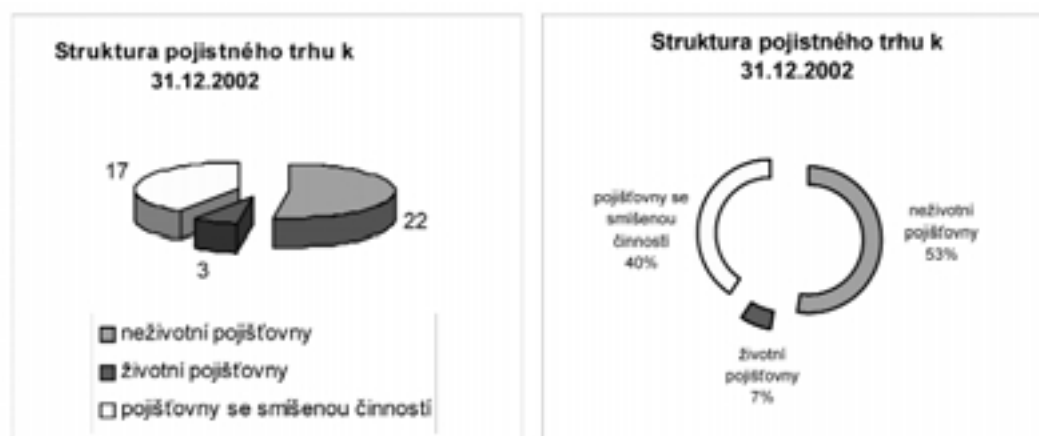 Struktura pojistného trhu k
31.12.2002
17
22
3
neživotní pojišťovny
životní pojišťovny
pojišťovny se smíšenou činností
Struktura pojistného trhu k
31.12.2002
pojišťovny se
smíšenou
činností
40%
neživotní
pojišťovny
53%
životní
pojišťovny
7%